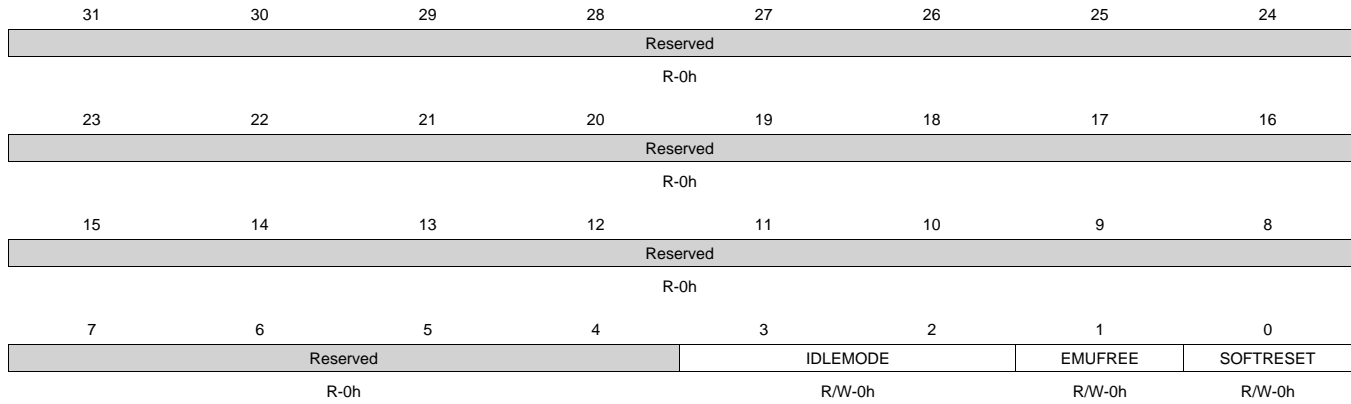 31 30 29 28 27 26 25 24
Reserved
R-0h
23 22 21 20 19 18 17 16
Reserved
R-0h
15 14 13 12 11 10 9 8
Reserved
R-0h
7 6 5 4 3 2 1 0
Reserved IDLEMODE EMUFREE SOFTRESET
R-0h R/W-0h R/W-0h R/W-0h